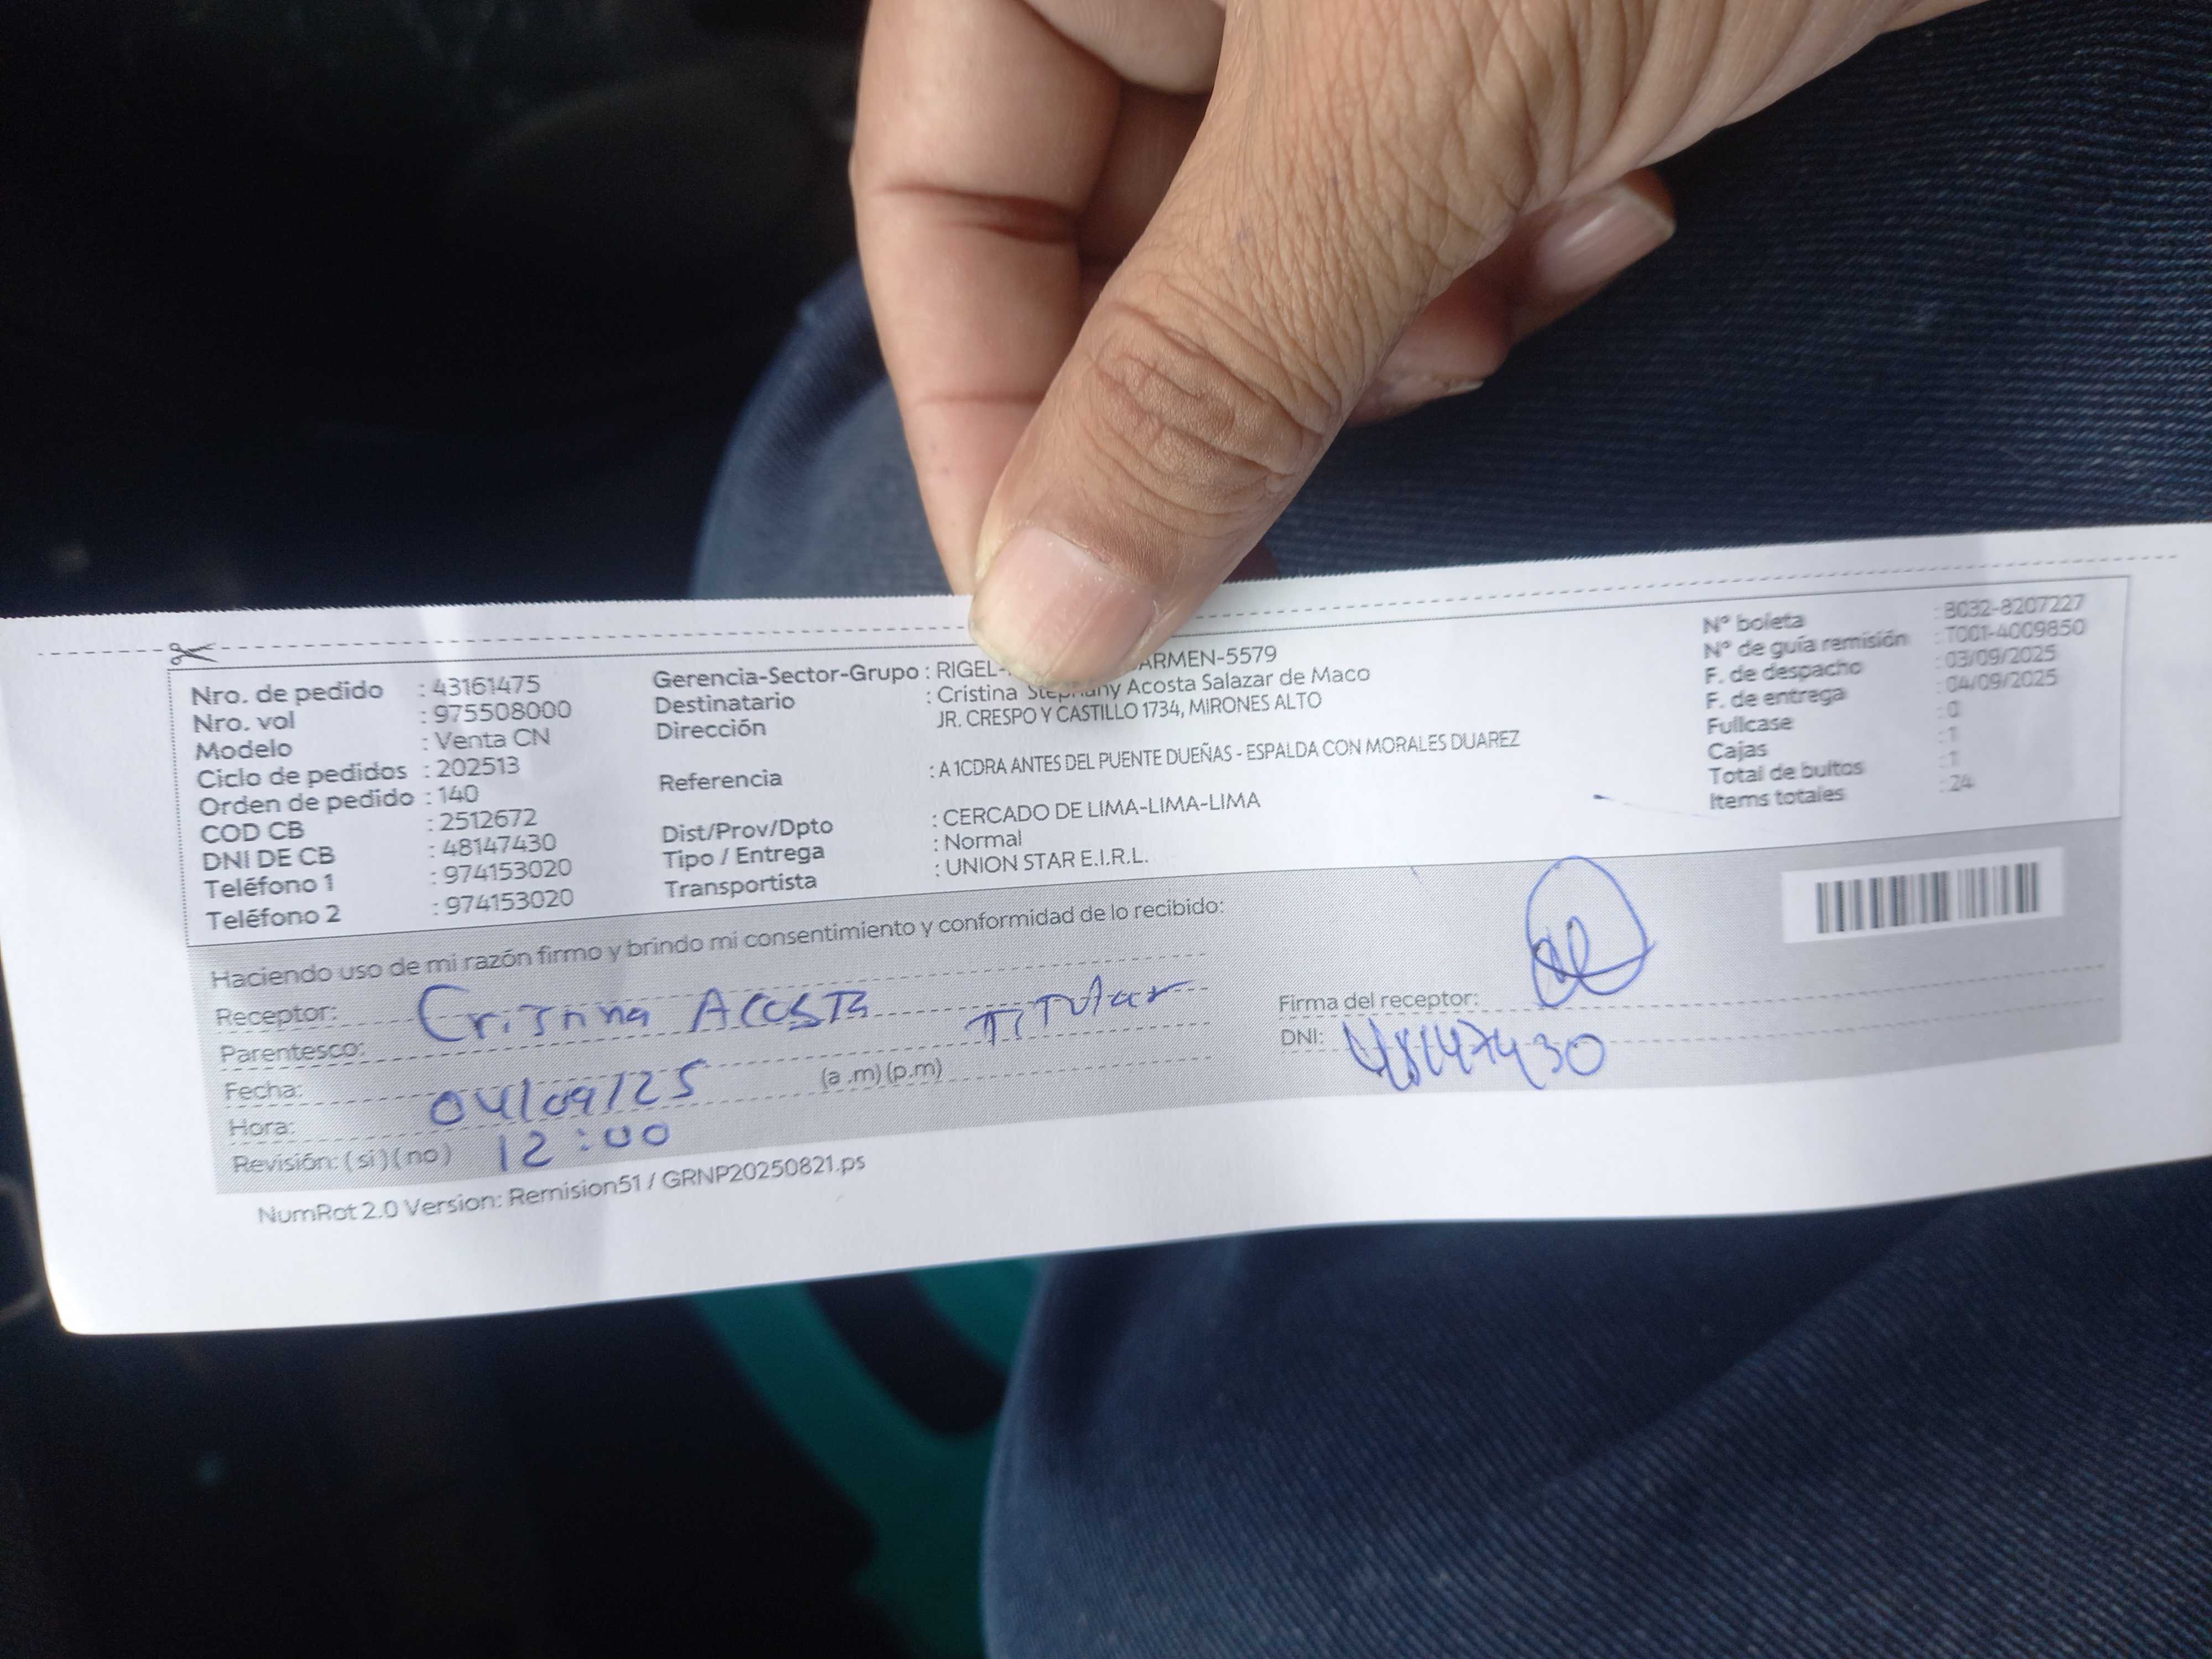 Nro. de pedido : 43161475
Nro. vol : 975508000
Modelo : Venta CN
Ciclo de pedidos : 202513
Orden de pedido : 140
COD CB : 2512672
DNI DE CB : 48147430
Teléfono 1 : 974153020
Teléfono 2 : 974153020
Gerencia-Sector-Grupo : RIGEL- ARMEN-5579
Destinatario : Cristina Stephany Acosta Salazar de Maco
Dirección JR. CRESPO Y CASTILLO 1734, MIRONES ALTO
Referencia : A 1CDRA ANTES DEL PUENTE DUEÑAS - ESPALDA CON MORALES DUAREZ
Dist/Prov/Dpto : CERCADO DE LIMA-LIMA-LIMA
Tipo / Entrega : Normal
Transportista : UNION STAR E.I.R.L.
N° boleta : B032-8207227
N° de guía remisión : T001-4009850
F. de despacho : 03/09/2025
F. de entrega : 04/09/2025
Fullcase : 0
Cajas : 1
Total de bultos : 1
Items totales : 24
Haciendo uso de mi razón firmo y brindo mi consentimiento y conformidad de lo recibido:
Receptor: Cristina Acosta
Parentesco: Titular
Fecha: 04/09/25 (a .m) (p.m)
Hora: 12:00
Revisión: (si) (no)
Firma del receptor:
DNI: 48147430
NumRot 2.0 Version: Remision51 / GRNP20250821.ps